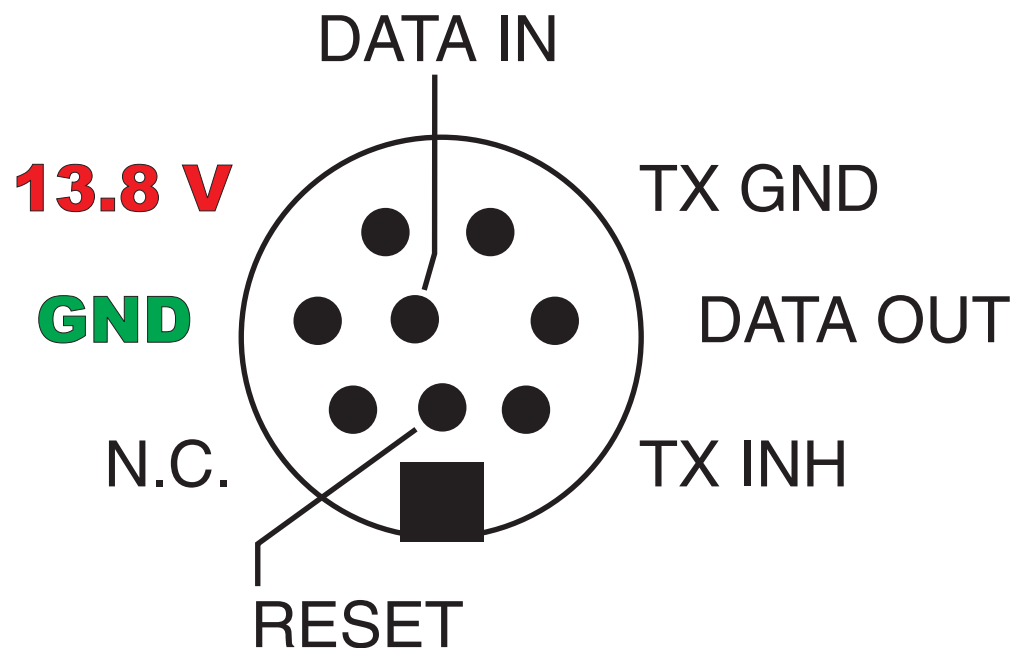 DATA IN
13.8 V
TX GND
GND
DATA OUT
N.C.
TX INH
RESET